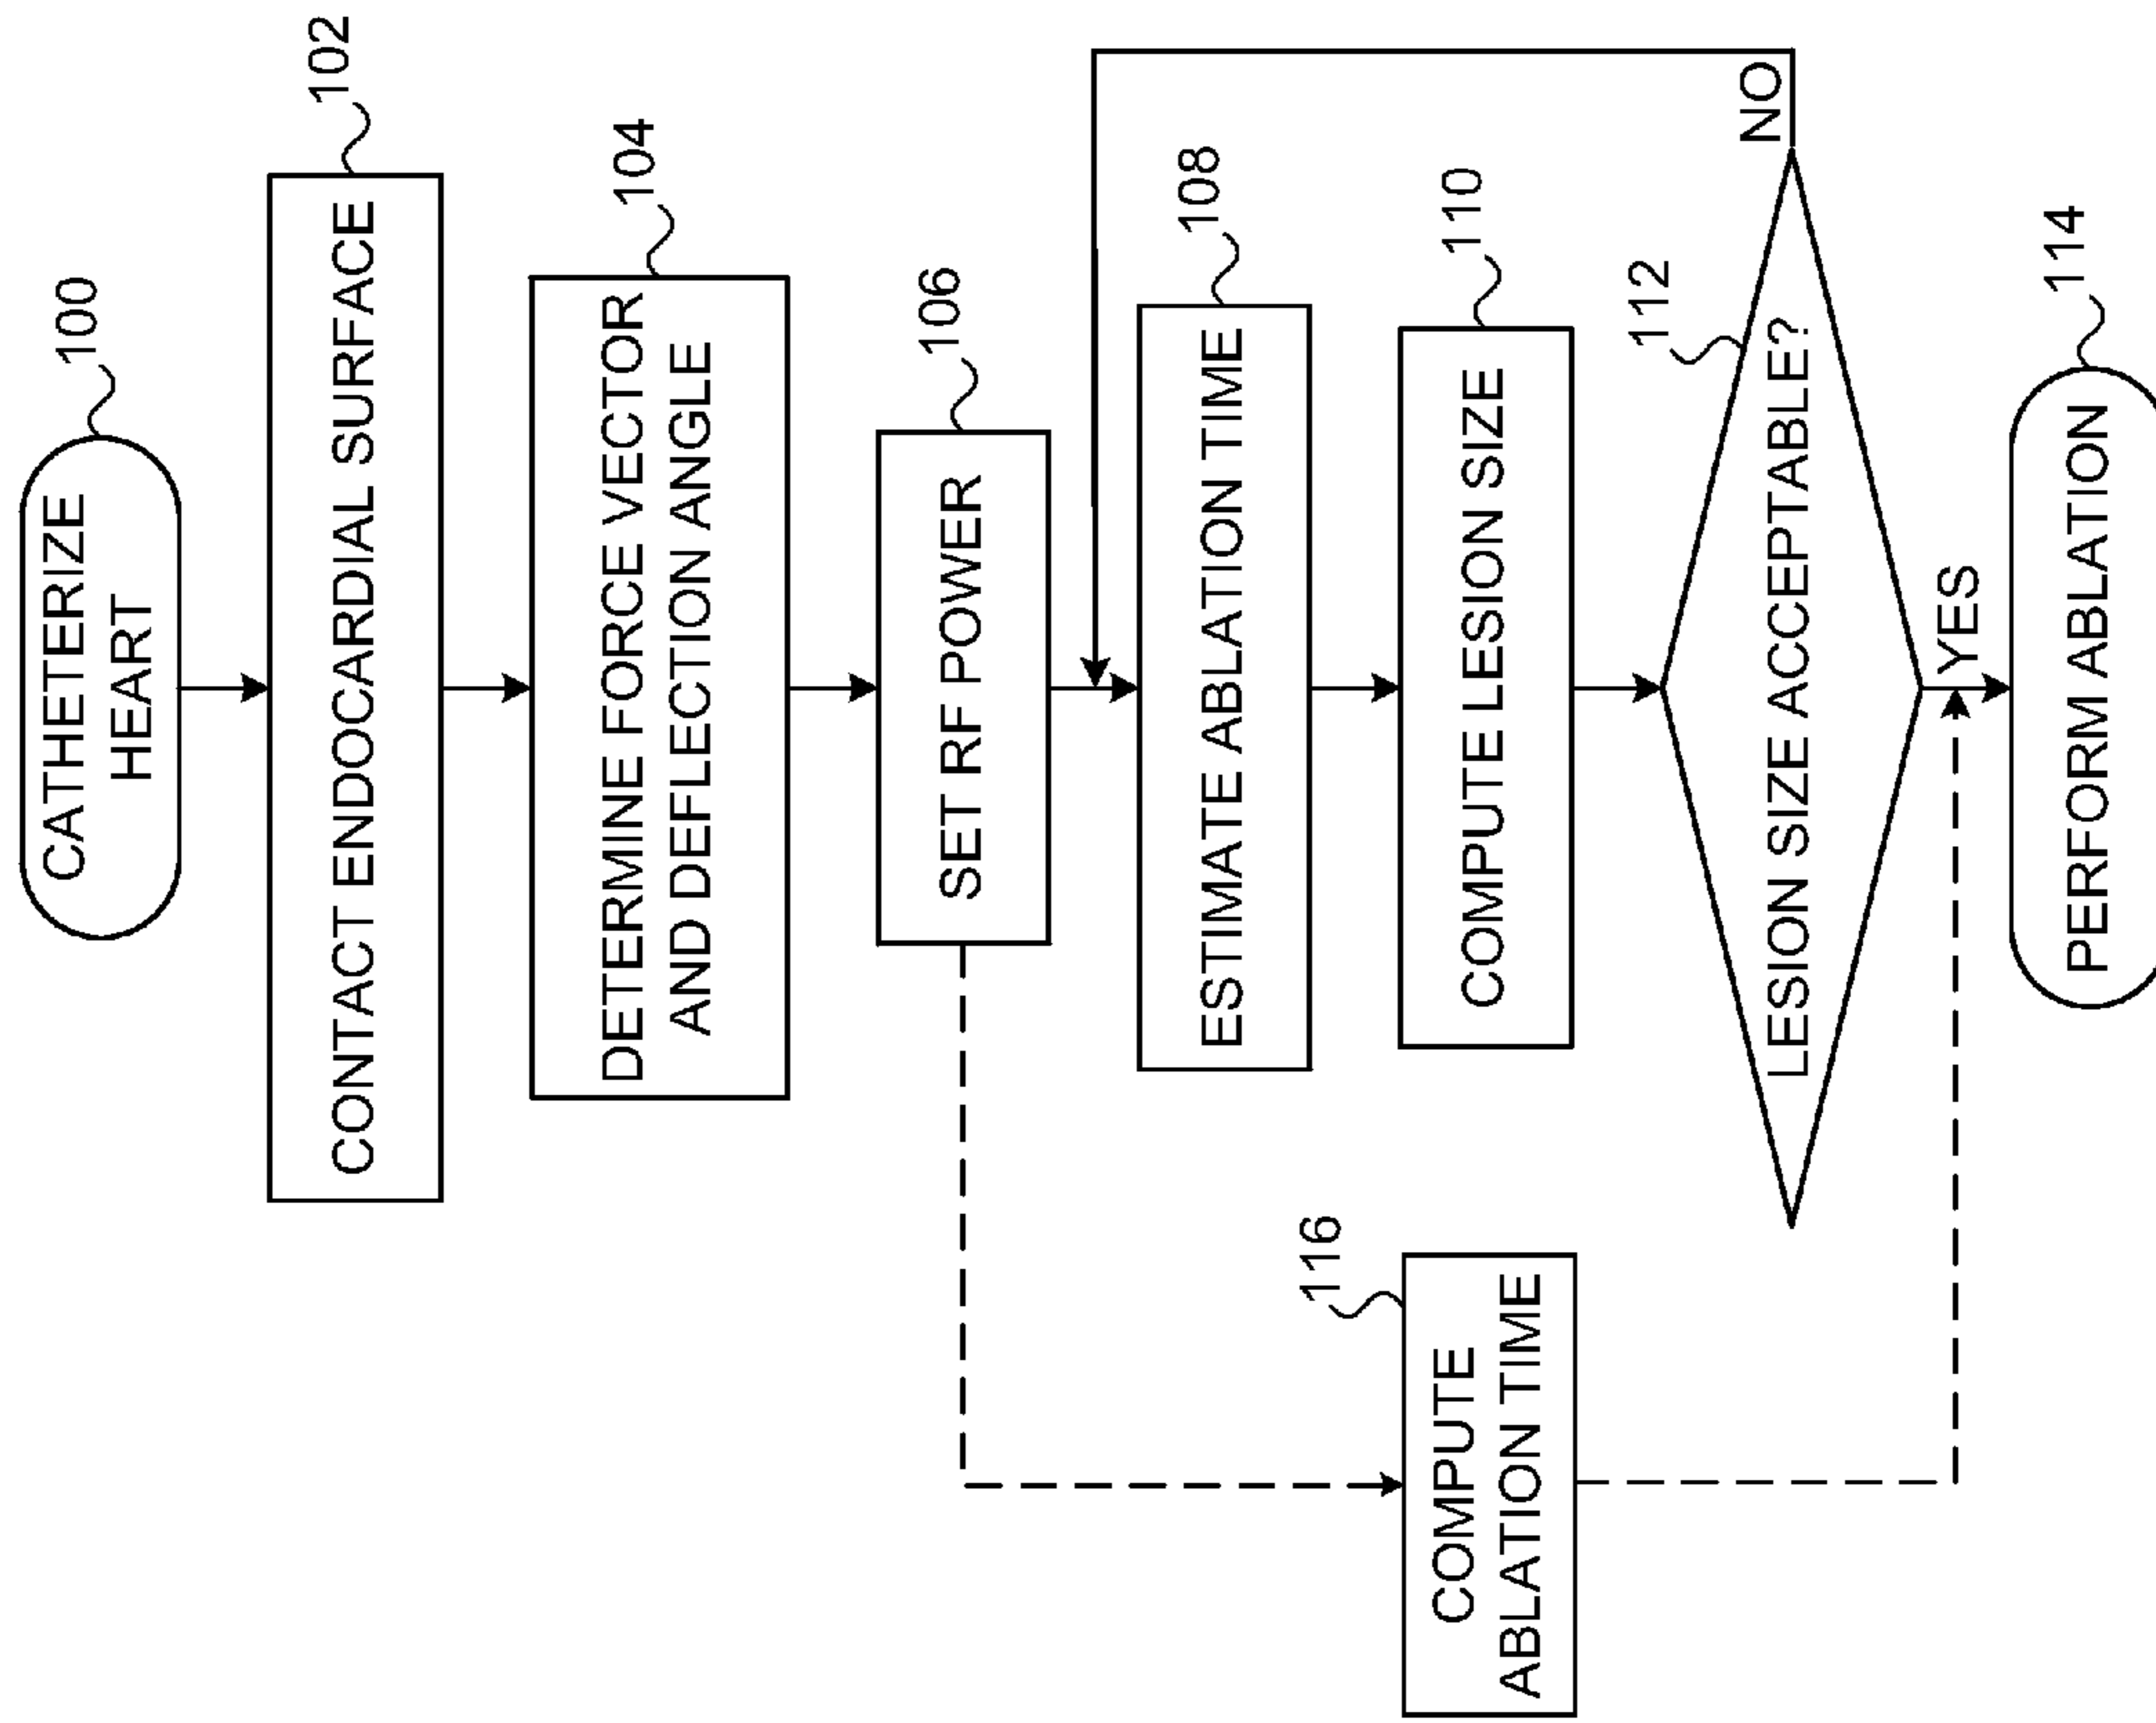 100
CATHETERIZE
HEART
102
CONTACT ENDOCARDIAL SURFACE
104
DETERMINE FORCE VECTOR
AND DEFLECTION ANGLE
106
SET RF POWER
108
ESTIMATE ABLATION TIME
110
COMPUTE LESION SIZE
116
COMPUTE
ABLATION TIME
112
LESION SIZE ACCEPTABLE?
NO
YES
114
PERFORM ABLATION